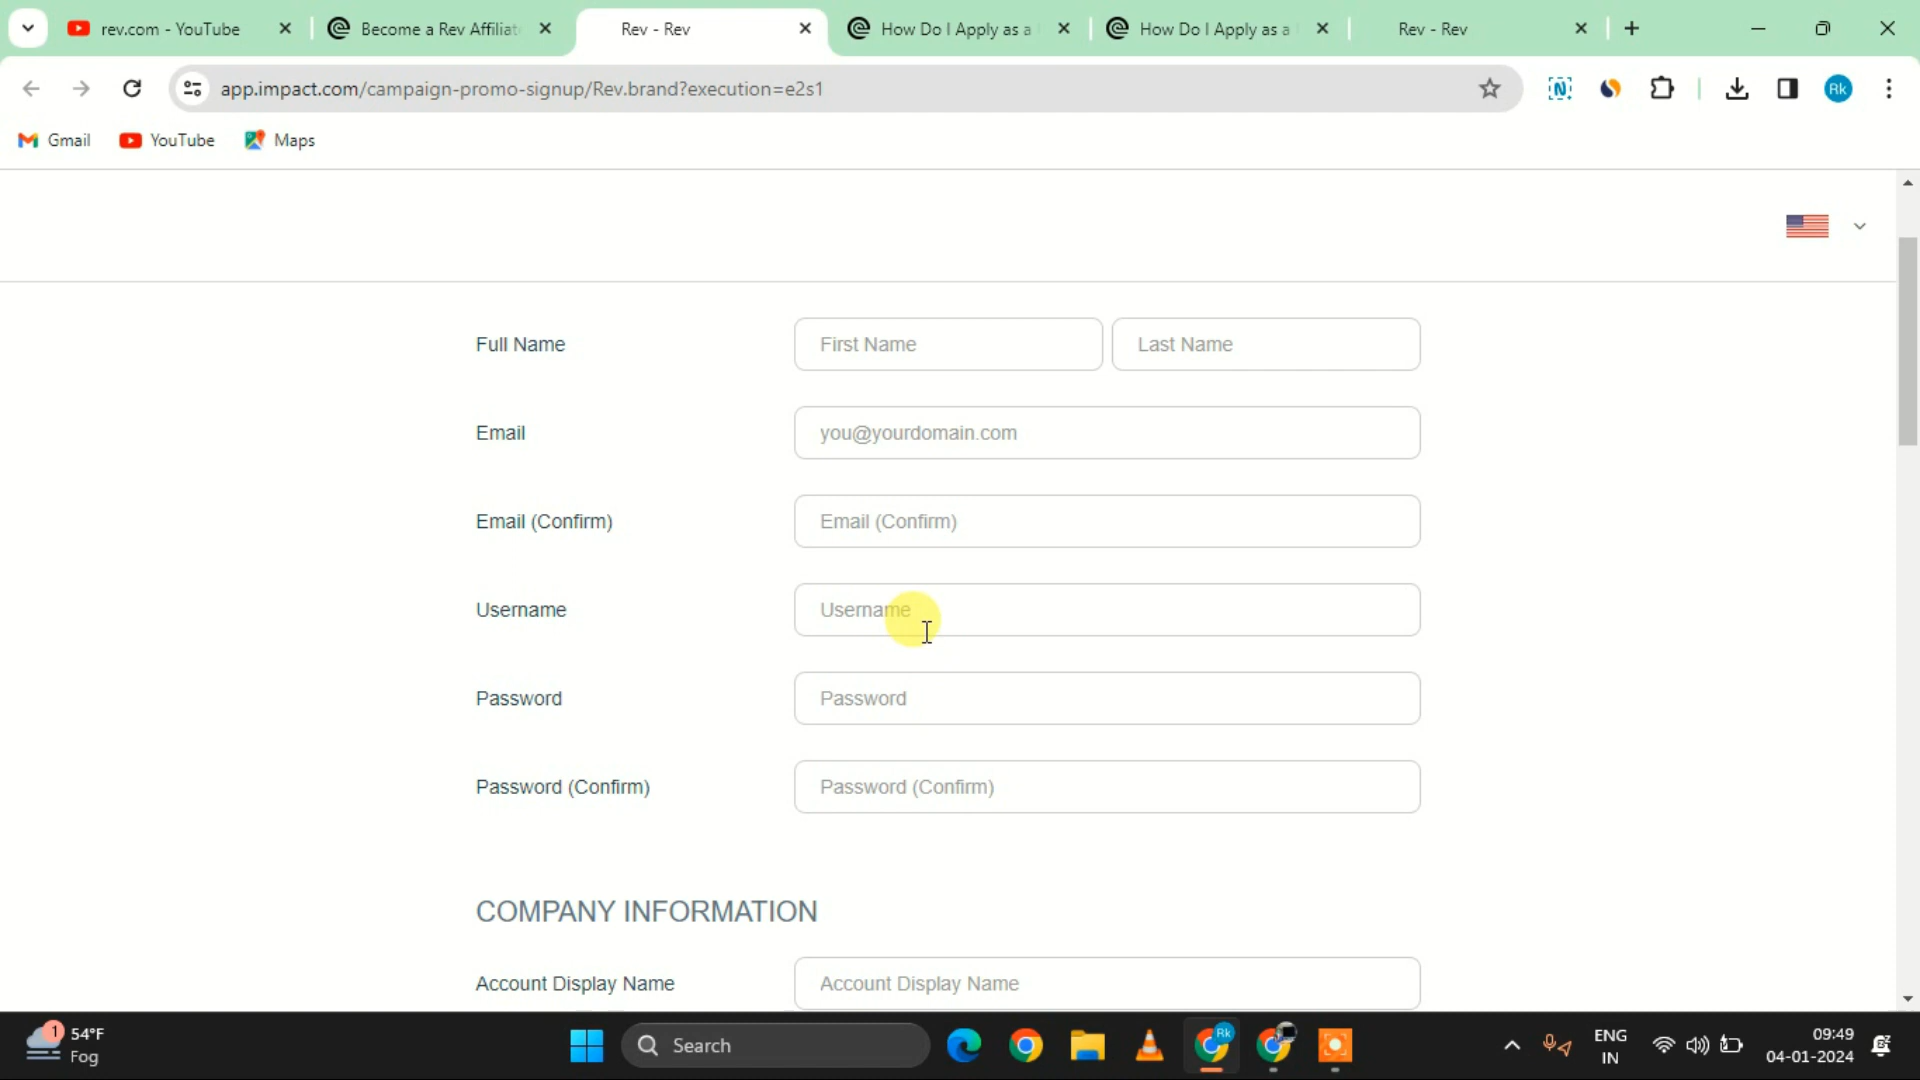 rev.com - YouTube
Become a Rev Affiliat
Rev - Rev
How Do I Apply as a
How Do I Apply as a
Rev - Rev
app.impact.com/campaign-promo-signup/Rev.brand?execution=e2s1
Rk
Gmail
YouTube
Maps
Full Name
First Name
Last Name
Email
you@yourdomain.com
Email (Confirm)
Email (Confirm)
Username
Username
Password
Password
Password (Confirm)
Password (Confirm)
COMPANY INFORMATION
Account Display Name
Account Display Name
1
54°F
Fog
Search
Rk
ENG
IN
09:49
04-01-2024